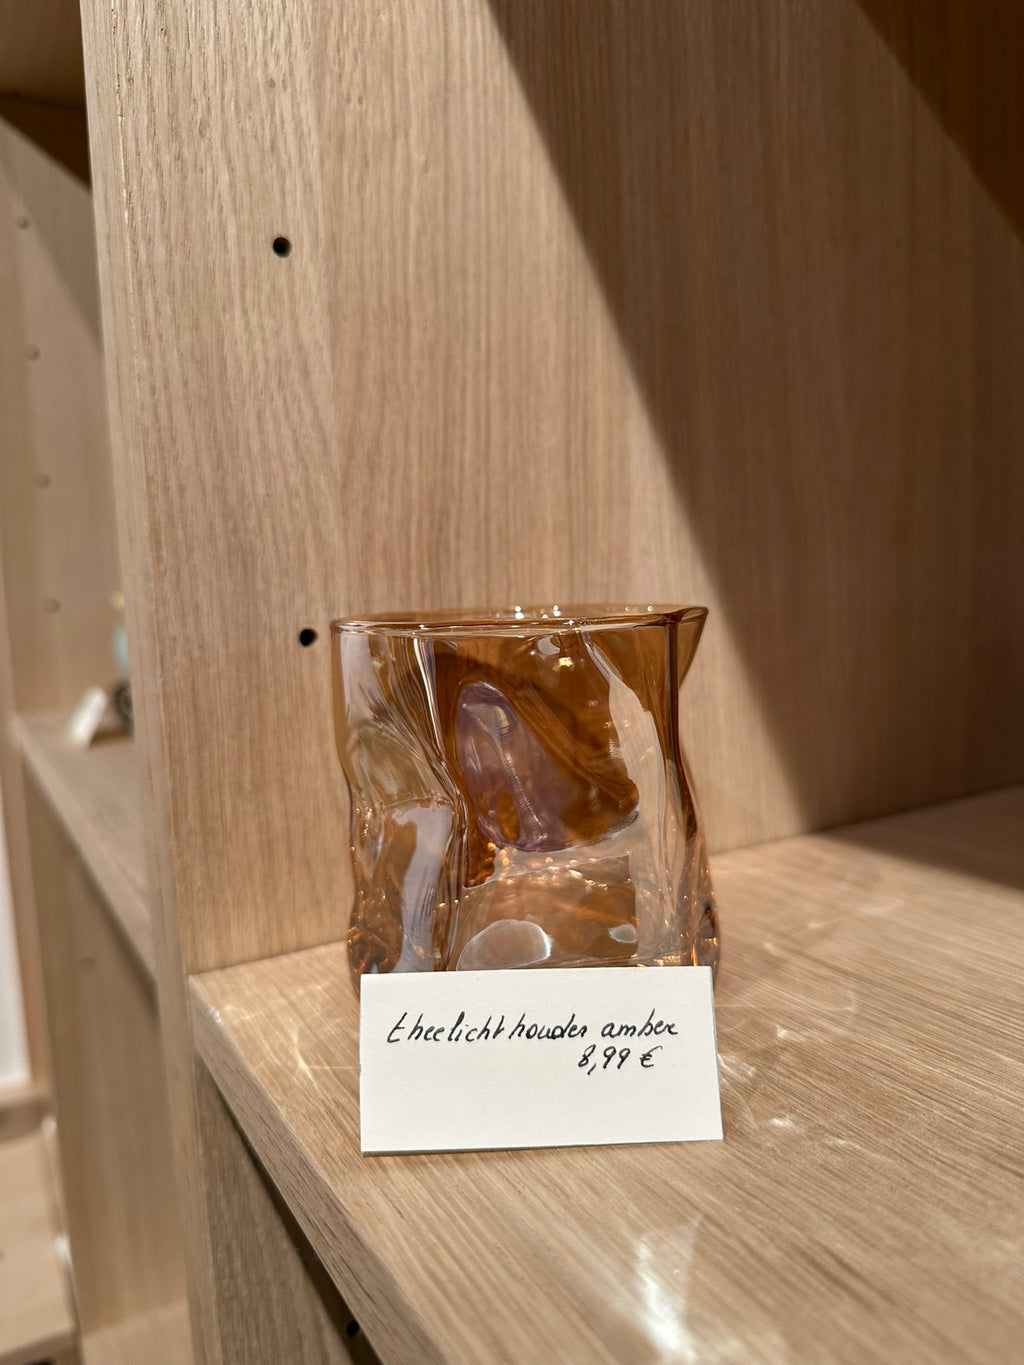 theelichthouder amber
8,99 €